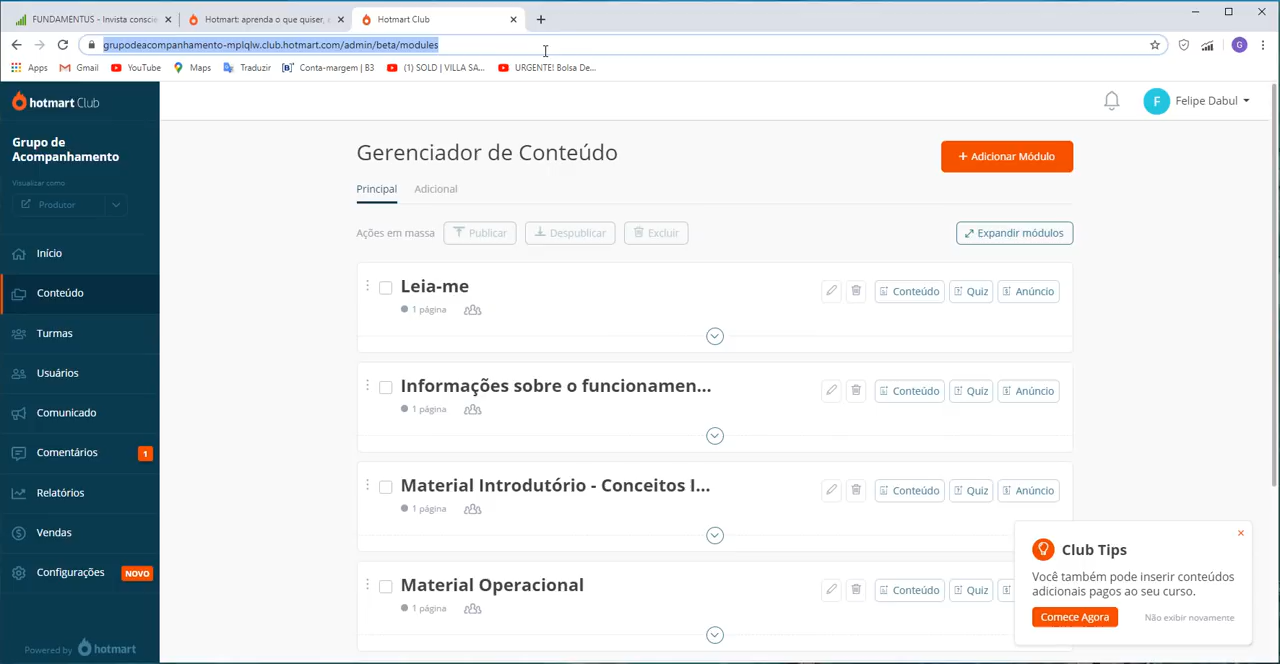 FUNDAMENTUS - Invista conscie
Hotmart: aprenda o que quiser,
Hotmart Club
grupodeacompanhamento-mplqlw.club.hotmart.com/admin/beta/modules
G
Apps
Gmail
YouTube
Maps
Traduzir
Conta-margem | B3
(1) SOLD | VILLA SA...
URGENTE! Bolsa De...
hotmart Club
F
Felipe Dabul
Grupo de
Acompanhamento
Visualizar como
Produtor
Início
Conteúdo
Turmas
Usuários
Comunicado
Comentários
1
Relatórios
Vendas
Configurações
NOVO
Powered by hotmart
Gerenciador de Conteúdo
+ Adicionar Módulo
Principal
Adicional
Ações em massa
Publicar
Despublicar
Excluir
Expandir módulos
Leia-me
1 página
Conteúdo
Quiz
Anúncio
Informações sobre o funcionamen...
1 página
Conteúdo
Quiz
Anúncio
Material Introdutório - Conceitos I...
1 página
Conteúdo
Quiz
Anúncio
Material Operacional
1 página
Conteúdo
Quiz
Club Tips
Você também pode inserir conteúdos
adicionais pagos ao seu curso.
Comece Agora
Não exibir novamente